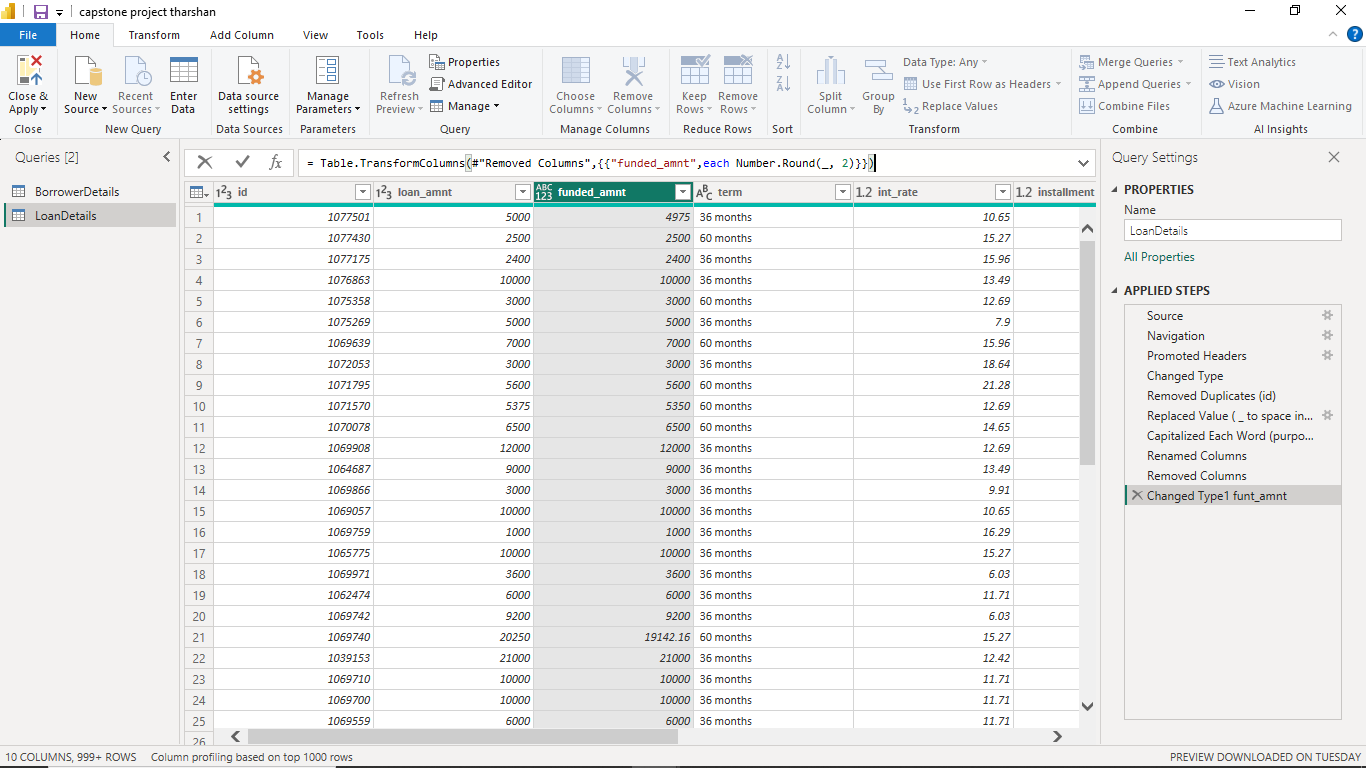 capstone project tharshan
File Home Transform Add Column View Tools Help
Close & Apply
Close
New Source
Recent Sources
Enter Data
New Query
Data source settings
Data Sources
Manage Parameters
Parameters
Refresh Preview
Properties
Advanced Editor
Manage
Query
Choose Columns
Remove Columns
Manage Columns
Keep Rows
Remove Rows
Reduce Rows
Sort
Split Column
Group By
Data Type: Any
Use First Row as Headers
Replace Values
Transform
Merge Queries
Append Queries
Combine Files
Combine
Text Analytics
Vision
Azure Machine Learning
AI Insights
Queries [2]
BorrowerDetails
LoanDetails
fx = Table.TransformColumns(#"Removed Columns",{{"funded_amnt",each Number.Round(_, 2)}})
123 id 123 loan_amnt ABC 123 funded_amnt ABC term 1.2 int_rate 1.2 installment
1 1077501 5000 4975 36 months 10.65
2 1077430 2500 2500 60 months 15.27
3 1077175 2400 2400 36 months 15.96
4 1076863 10000 10000 36 months 13.49
5 1075358 3000 3000 60 months 12.69
6 1075269 5000 5000 36 months 7.9
7 1069639 7000 7000 60 months 15.96
8 1072053 3000 3000 36 months 18.64
9 1071795 5600 5600 60 months 21.28
10 1071570 5375 5350 60 months 12.69
11 1070078 6500 6500 60 months 14.65
12 1069908 12000 12000 36 months 12.69
13 1064687 9000 9000 36 months 13.49
14 1069866 3000 3000 36 months 9.91
15 1069057 10000 10000 36 months 10.65
16 1069759 1000 1000 36 months 16.29
17 1065775 10000 10000 36 months 15.27
18 1069971 3600 3600 36 months 6.03
19 1062474 6000 6000 36 months 11.71
20 1069742 9200 9200 36 months 6.03
21 1069740 20250 19142.16 60 months 15.27
22 1039153 21000 21000 36 months 12.42
23 1069710 10000 10000 36 months 11.71
24 1069700 10000 10000 36 months 11.71
25 1069559 6000 6000 36 months 11.71
26
Query Settings
PROPERTIES
Name
LoanDetails
All Properties
APPLIED STEPS
Source
Navigation
Promoted Headers
Changed Type
Removed Duplicates (id)
Replaced Value ( _ to space in...
Capitalized Each Word (purpo...
Renamed Columns
Removed Columns
Changed Type1 funt_amnt
10 COLUMNS, 999+ ROWS Column profiling based on top 1000 rows
PREVIEW DOWNLOADED ON TUESDAY